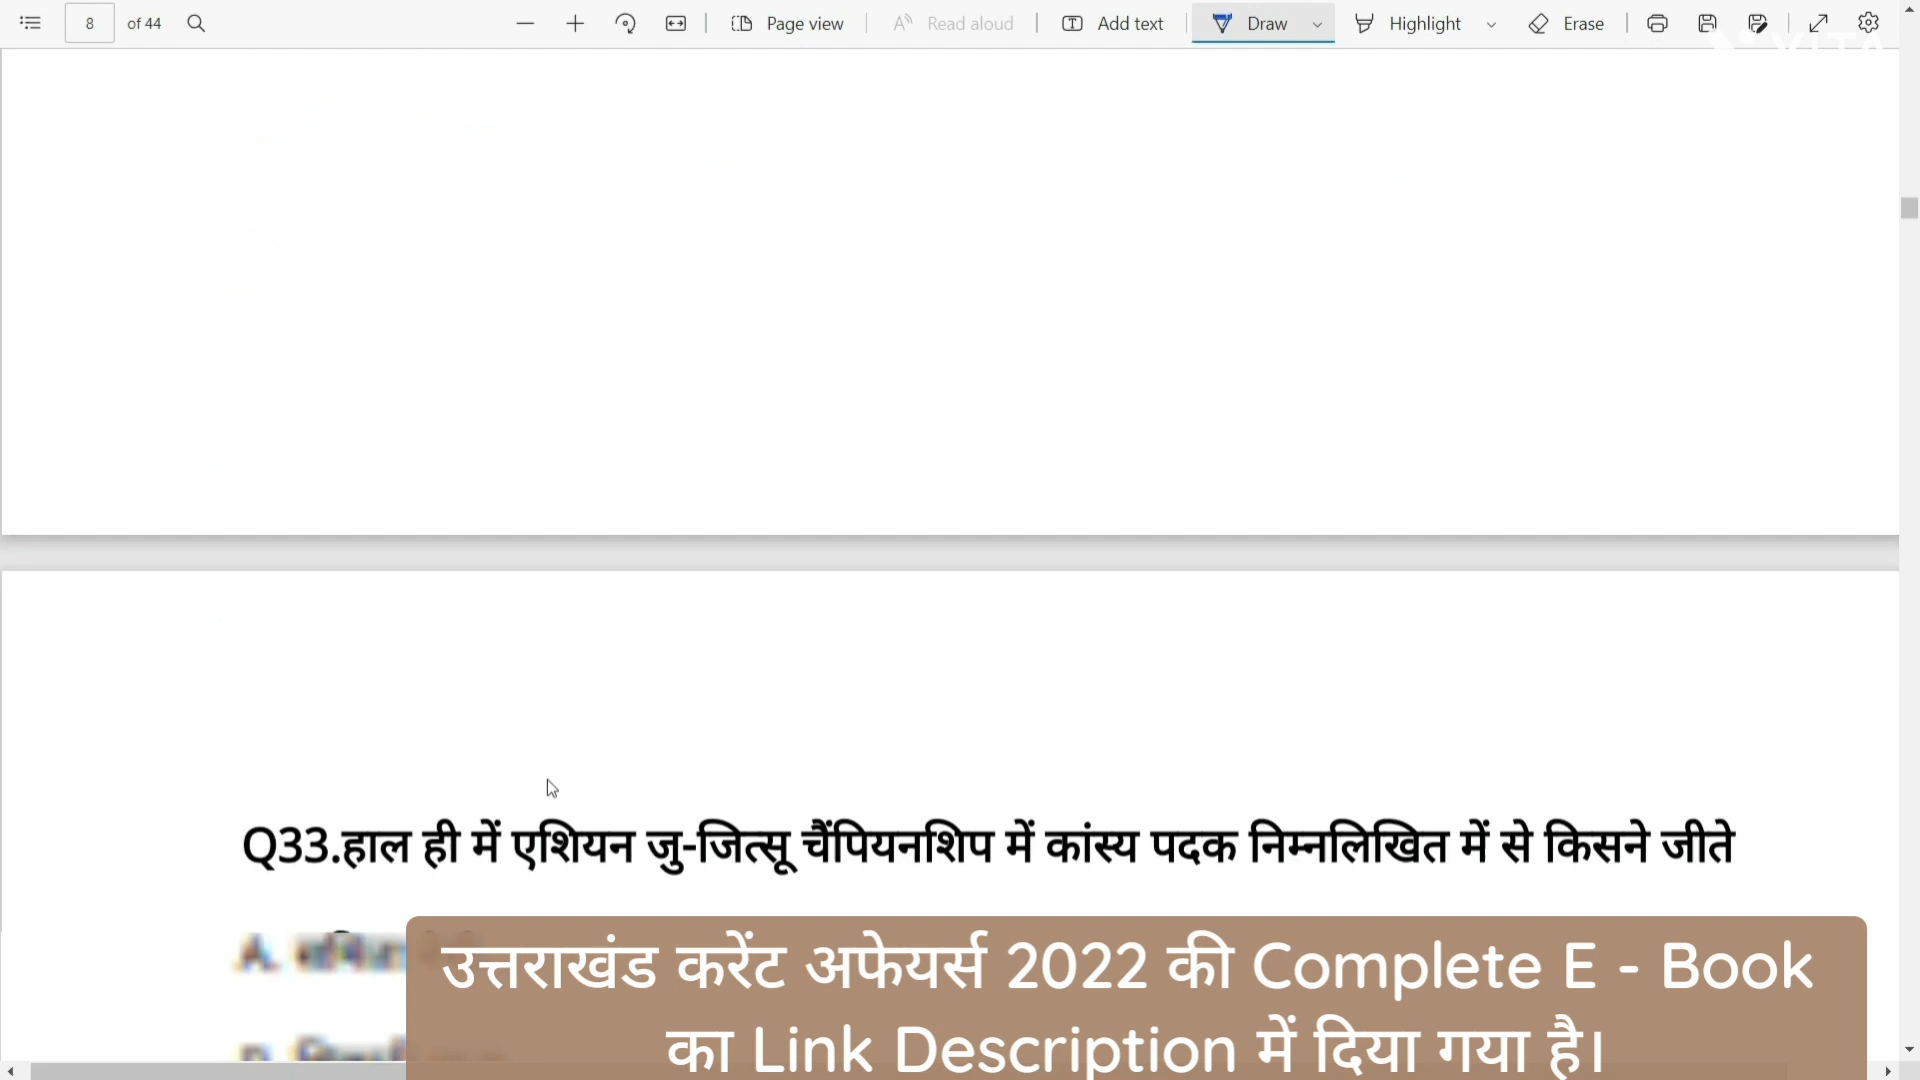 8 of 44 Page view Read aloud Add text Draw Highlight Erase
Q33.हाल ही में एशियन जु-जित्सू चैंपियनशिप में कांस्य पदक निम्नलिखित में से किसने जीते
A.
उत्तराखंड करेंट अफेयर्स 2022 की Complete E - Book
का Link Description में दिया गया है।